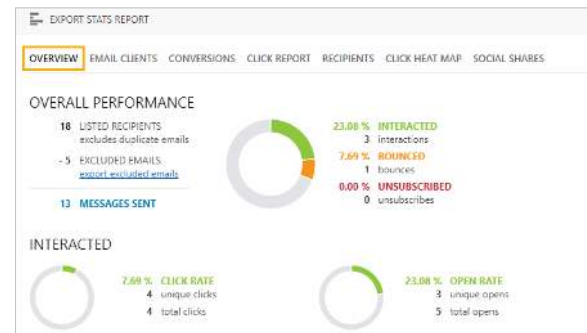 EXPORT STATS REPORT
OVERVIEW EMAIL CLIENTS CONVERSIONS CLICK REPORT RECIPIENTS CLICK HEAT MAP SOCIAL SHARES
OVERALL PERFORMANCE
18 LISTED RECIPIENTS
excludes duplicate emails
- 5 EXCLUDED EMAILS
export excluded emails
13 MESSAGES SENT
23.08 % INTERACTED
3 interactions
7.69 % BOUNCED
1 bounces
0.00 % UNSUBSCRIBED
0 unsubscribes
INTERACTED
7.69 % CLICK RATE
4 unique clicks
4 total clicks
23.08 % OPEN RATE
3 unique opens
5 total opens